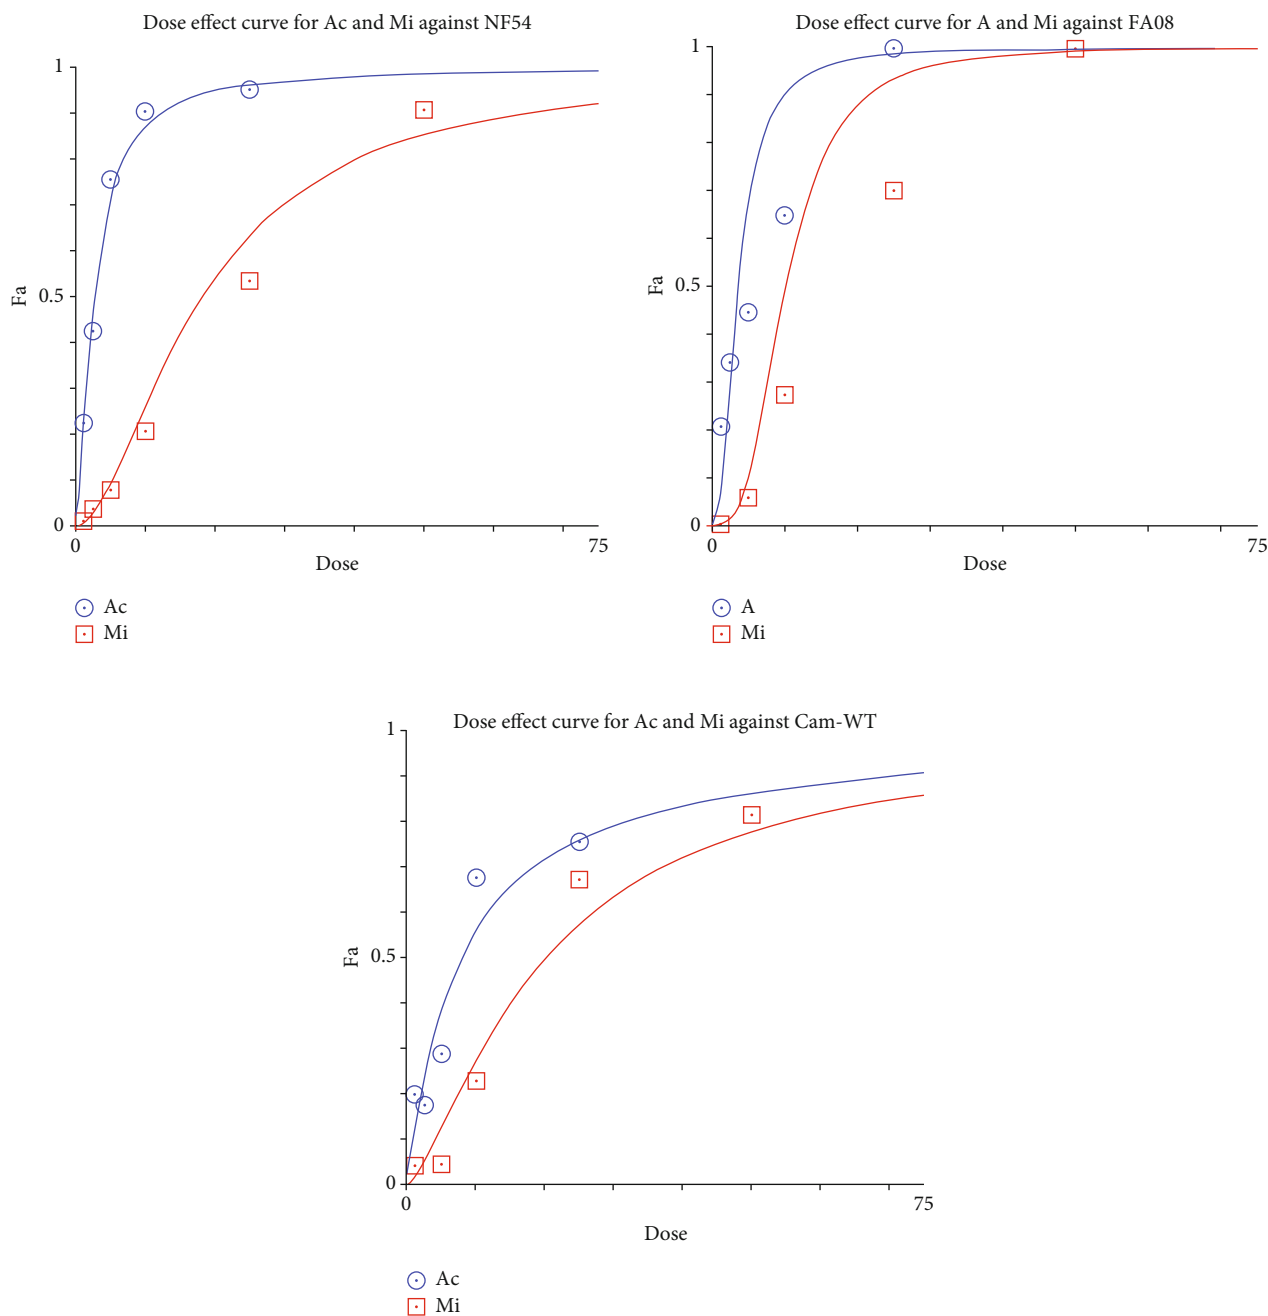 Dose effect curve for Ac and Mi against NF54
1
Fa
0.5
0
0
75
Dose
Ac
Mi
Dose effect curve for A and Mi against FA08
1
Fa
0.5
0
0
75
Dose
A
Mi
Dose effect curve for Ac and Mi against Cam-WT
1
Fa
0.5
0
0
75
Dose
Ac
Mi